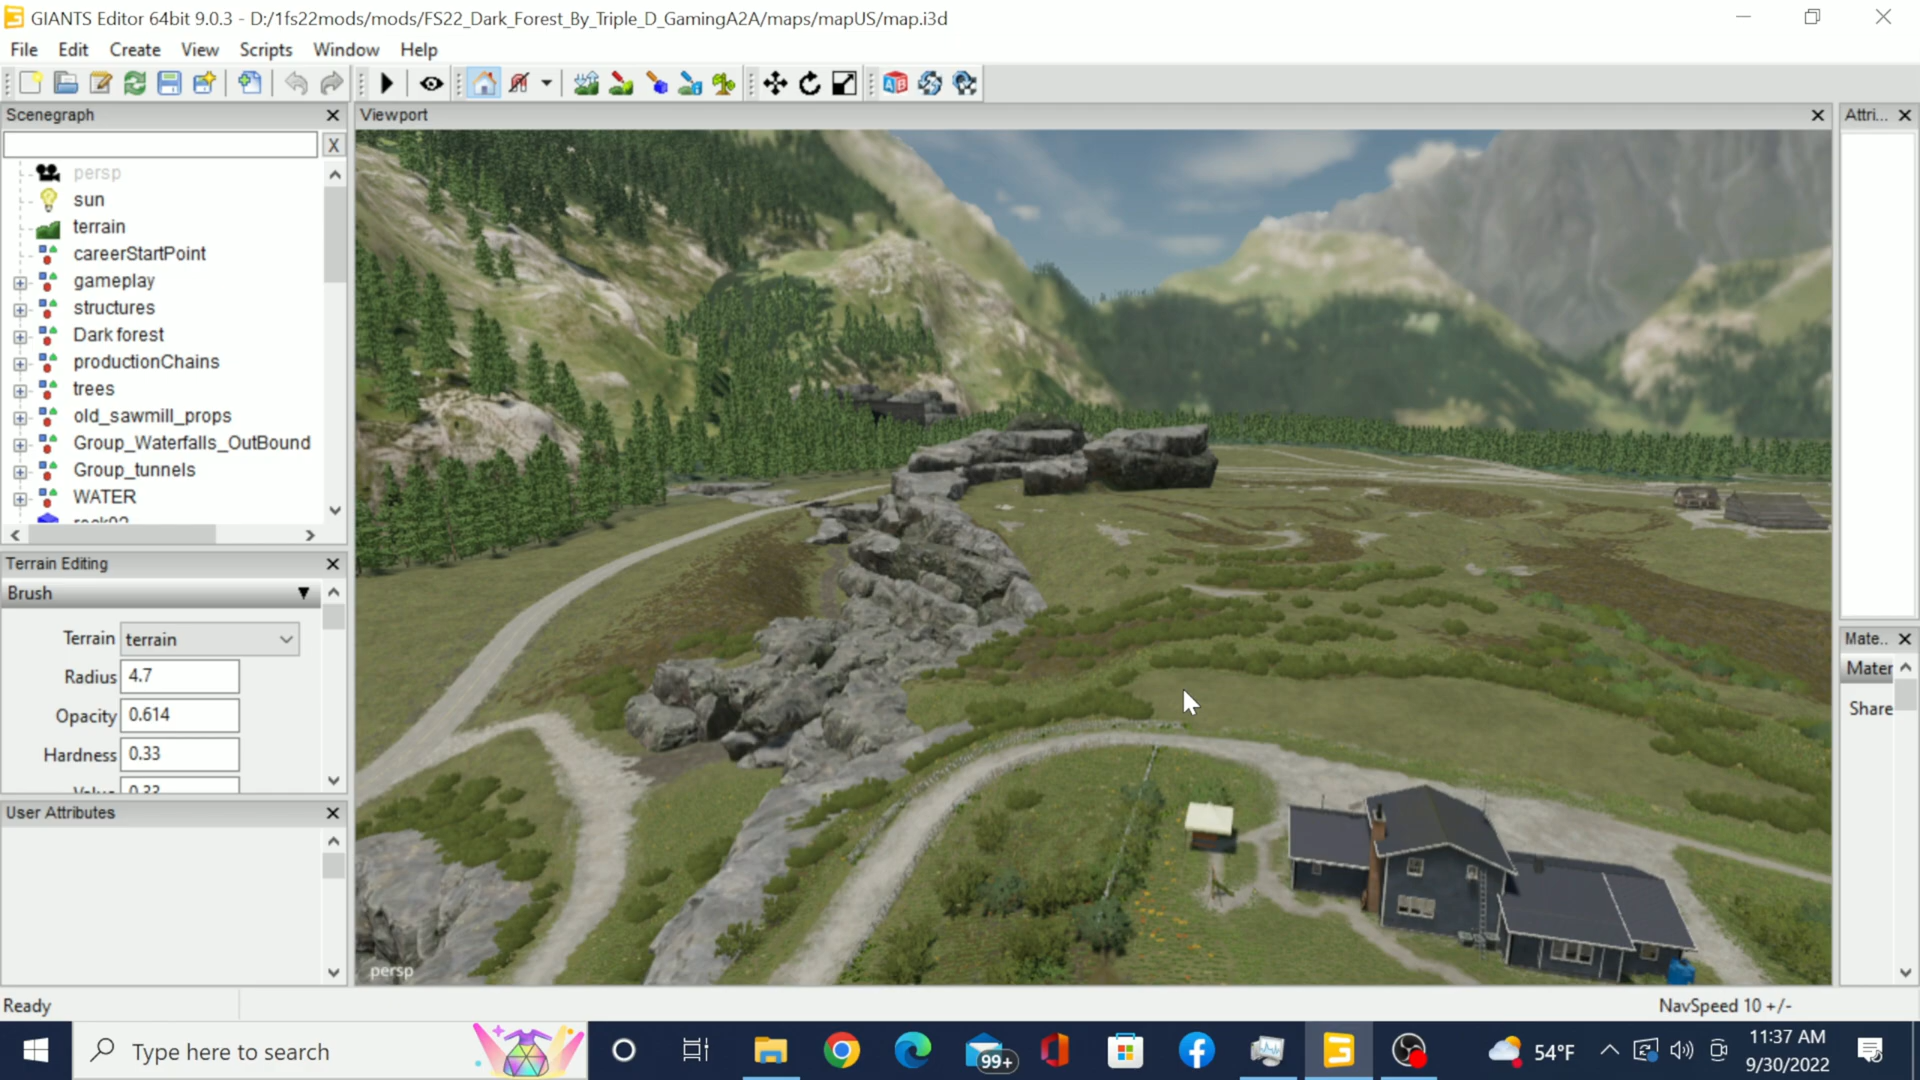 GIANTS Editor 64bit 9.0.3 - D:/1fs22mods/mods/FS22_Dark_Forest_By_Triple_D_GamingA2A/maps/mapUS/map.i3d
File Edit Create View Scripts Window Help
Scenegraph
Viewport
Attri...
X
persp
sun
terrain
careerStartPoint
gameplay
structures
Dark forest
productionChains
trees
old_sawmill_props
Group_Waterfalls_OutBound
Group_tunnels
WATER
Terrain Editing
Brush
Terrain terrain
Radius 4.7
Opacity 0.614
Hardness 0.33
Value 0.33
User Attributes
Mate..
Mater
Share
persp
Ready
NavSpeed 10 +/-
Type here to search
99+
54°F
11:37 AM
9/30/2022